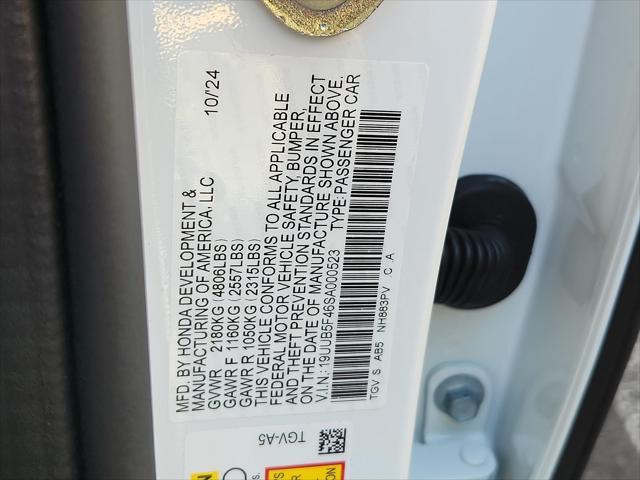 MFD. BY HONDA DEVELOPMENT &
MANUFACTURING OF AMERICA, LLC 10/24
GVWR 2180KG(4806LBS)
GAWR F 1160KG(2557LBS)
GAWR R 1050KG(2315LBS)
THIS VEHICLE CONFORMS TO ALL APPLICABLE
FEDERAL MOTOR VEHICLE SAFETY, BUMPER,
AND THEFT PREVENTION STANDARDS IN EFFECT
ON THE DATE OF MANUFACTURE SHOWN ABOVE.
V.I.N.: 19UUB5F46SA000523 TYPE:PASSENGER CAR
TGV S AB5 NH883PV C A
TGV-A5